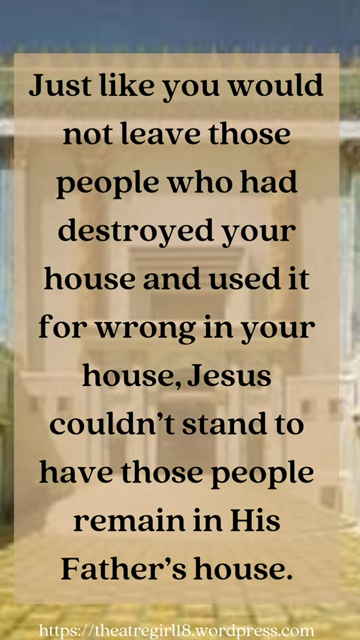 Just like you would
not leave those
people who had
destroyed your
house and used it
for wrong in your
house, Jesus
couldn't stand to
have those people
remain in His
Father's house.
https://theatregirl18.wordpress.com